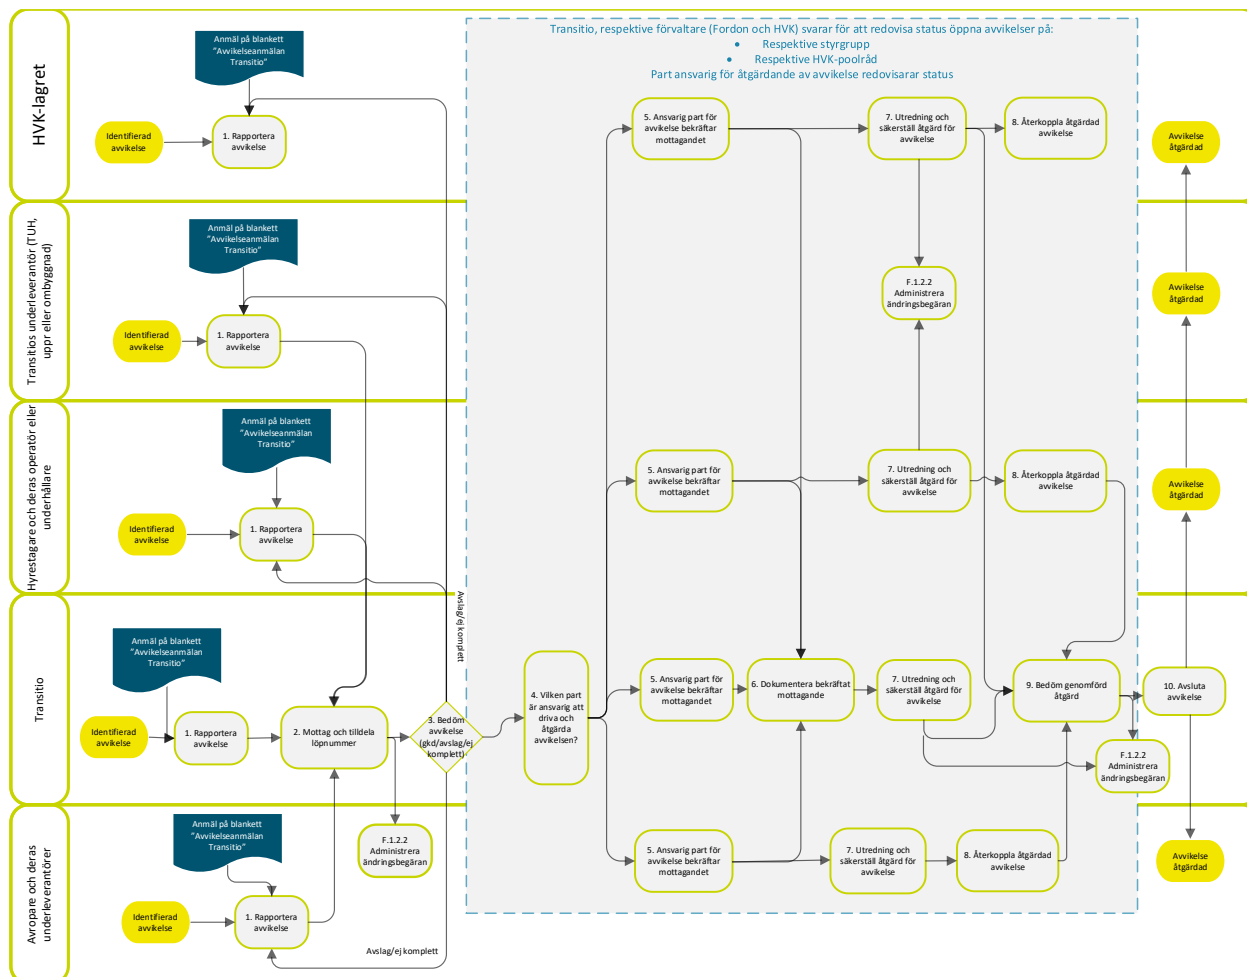 HVK-lagret
Anmäl på blankett
”Avvikelseanmälan
Transitio”
Identifierad
avvikelse
1. Rapportera
avvikelse
Transitio, respektive förvaltare (Fordon och HVK) svarar för att redovisa status öppna avvikelser på:
• Respektive styrgrupp
• Respektive HVK-poolråd
Part ansvarig för åtgärdande av avvikelse redovisarar status
5. Ansvarig part för
avvikelse bekräftar
mottagandet
7. Utredning och
säkerställ åtgärd för
avvikelse
8. Återkoppla åtgärdad
avvikelse
Avvikelse
åtgärdad
Transitios underleverantör (TUH,
uppr eller ombyggnad)
Anmäl på blankett
”Avvikelseanmälan
Transitio”
Identifierad
avvikelse
1. Rapportera
avvikelse
F.1.2.2
Administrera
ändringsbegäran
Avvikelse
åtgärdad
Hyrestagare och deras operatör eller
underhållare
Anmäl på blankett
”Avvikelseanmälan
Transitio”
Identifierad
avvikelse
1. Rapportera
avvikelse
5. Ansvarig part för
avvikelse bekräftar
mottagandet
7. Utredning och
säkerställ åtgärd för
avvikelse
8. Återkoppla åtgärdad
avvikelse
Avvikelse
åtgärdad
Avslag/ej komplett
Transitio
Anmäl på blankett
”Avvikelseanmälan
Transitio”
Identifierad
avvikelse
1. Rapportera
avvikelse
2. Mottag och tilldela
löpnummer
3. Bedöm
avvikelse
(gkd/avslag/ej
komplett)
4. Vilken part
är ansvarig att
driva och
åtgärda
avvikelsen?
5. Ansvarig part för
avvikelse bekräftar
mottagandet
6. Dokumentera bekräftat
mottagande
7. Utredning och
säkerställ åtgärd för
avvikelse
9. Bedöm genomförd
åtgärd
10. Avsluta
avvikelse
F.1.2.2
Administrera
ändringsbegäran
Avropare och deras
underleverantörer
Anmäl på blankett
”Avvikelseanmälan
Transitio”
Identifierad
avvikelse
1. Rapportera
avvikelse
F.1.2.2
Administrera
ändringsbegäran
Avslag/ej komplett
5. Ansvarig part för
avvikelse bekräftar
mottagandet
7. Utredning och
säkerställ åtgärd för
avvikelse
8. Återkoppla åtgärdad
avvikelse
Avvikelse
åtgärdad